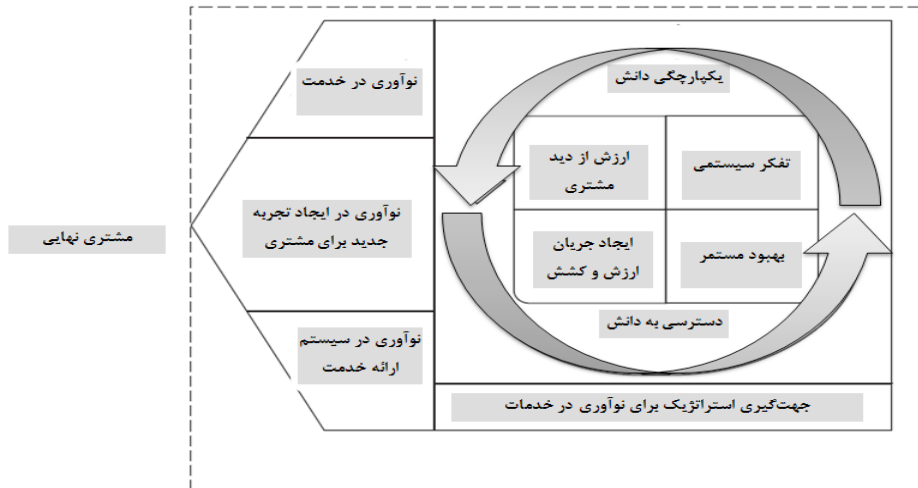 یکپارچگی دانش
نوآوری در خدمت
تفکر سیستمی
ارزش از دید
مشتری
نوآوری در ایجاد تجربه
جدید برای مشتری
مشتری نهایی
بهبود مستمر
ایجاد جریان
ارزش و کشش
دسترسی به دانش
نوآوری در سیستم
ارائه خدمت
جهت‌گیری استراتژیک برای نوآوری در خدمات